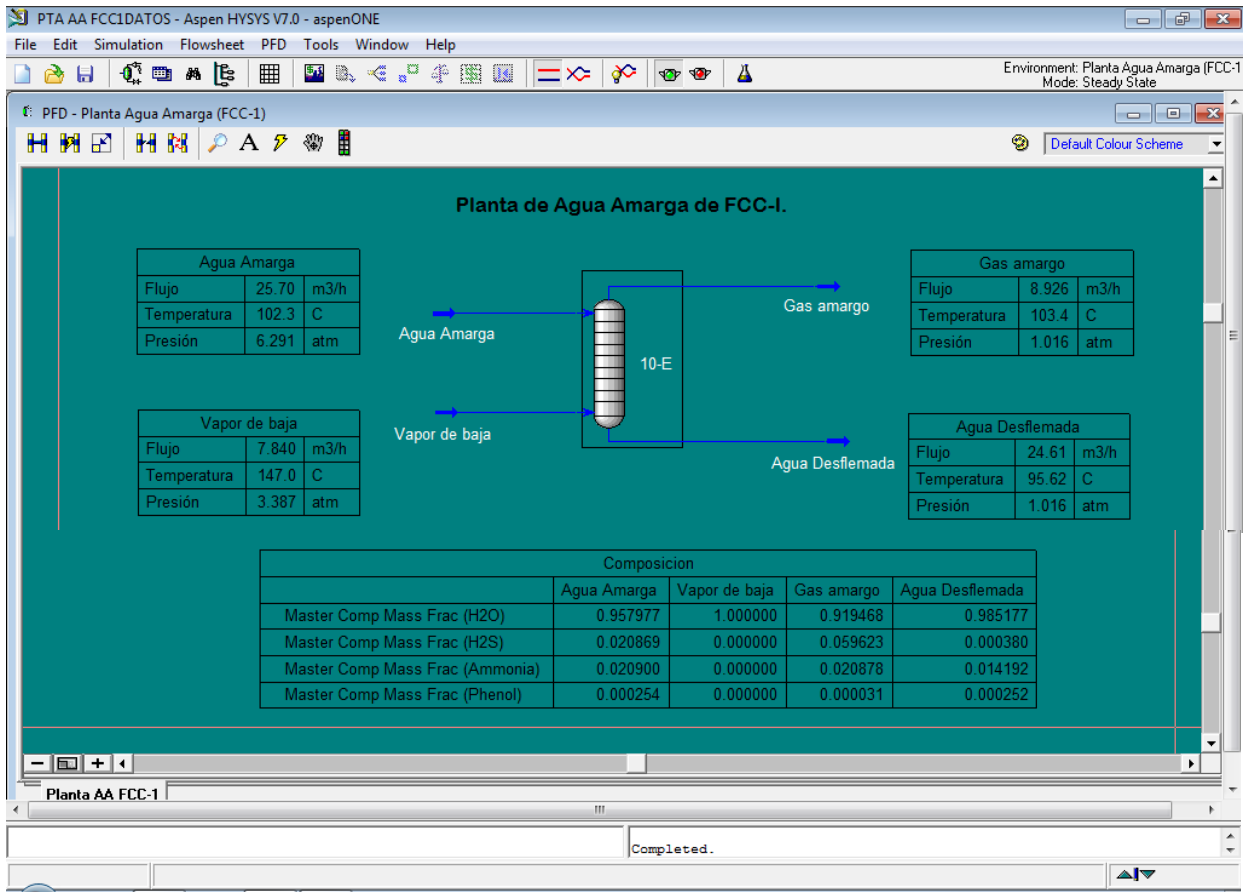 PTA AA FCC1DATOS - Aspen HYSYS V7.0 - aspenONE
File Edit Simulation Flowsheet PFD Tools Window Help
Environment: Planta Agua Amarga (FCC-1
Mode: Steady State
PFD - Planta Agua Amarga (FCC-1)
A
Default Colour Scheme
Planta de Agua Amarga de FCC-I.
Agua Amarga
Flujo 25.70 m3/h
Temperatura 102.3 C
Presión 6.291 atm
Agua Amarga
10-E
Gas amargo
Gas amargo
Flujo 8.926 m3/h
Temperatura 103.4 C
Presión 1.016 atm
Vapor de baja
Flujo 7.840 m3/h
Temperatura 147.0 C
Presión 3.387 atm
Vapor de baja
Agua Desflemada
Agua Desflemada
Flujo 24.61 m3/h
Temperatura 95.62 C
Presión 1.016 atm
Composicion
Agua Amarga Vapor de baja Gas amargo Agua Desflemada
Master Comp Mass Frac (H2O) 0.957977 1.000000 0.919468 0.985177
Master Comp Mass Frac (H2S) 0.020869 0.000000 0.059623 0.000380
Master Comp Mass Frac (Ammonia) 0.020900 0.000000 0.020878 0.014192
Master Comp Mass Frac (Phenol) 0.000254 0.000000 0.000031 0.000252
Planta AA FCC-1
Completed.